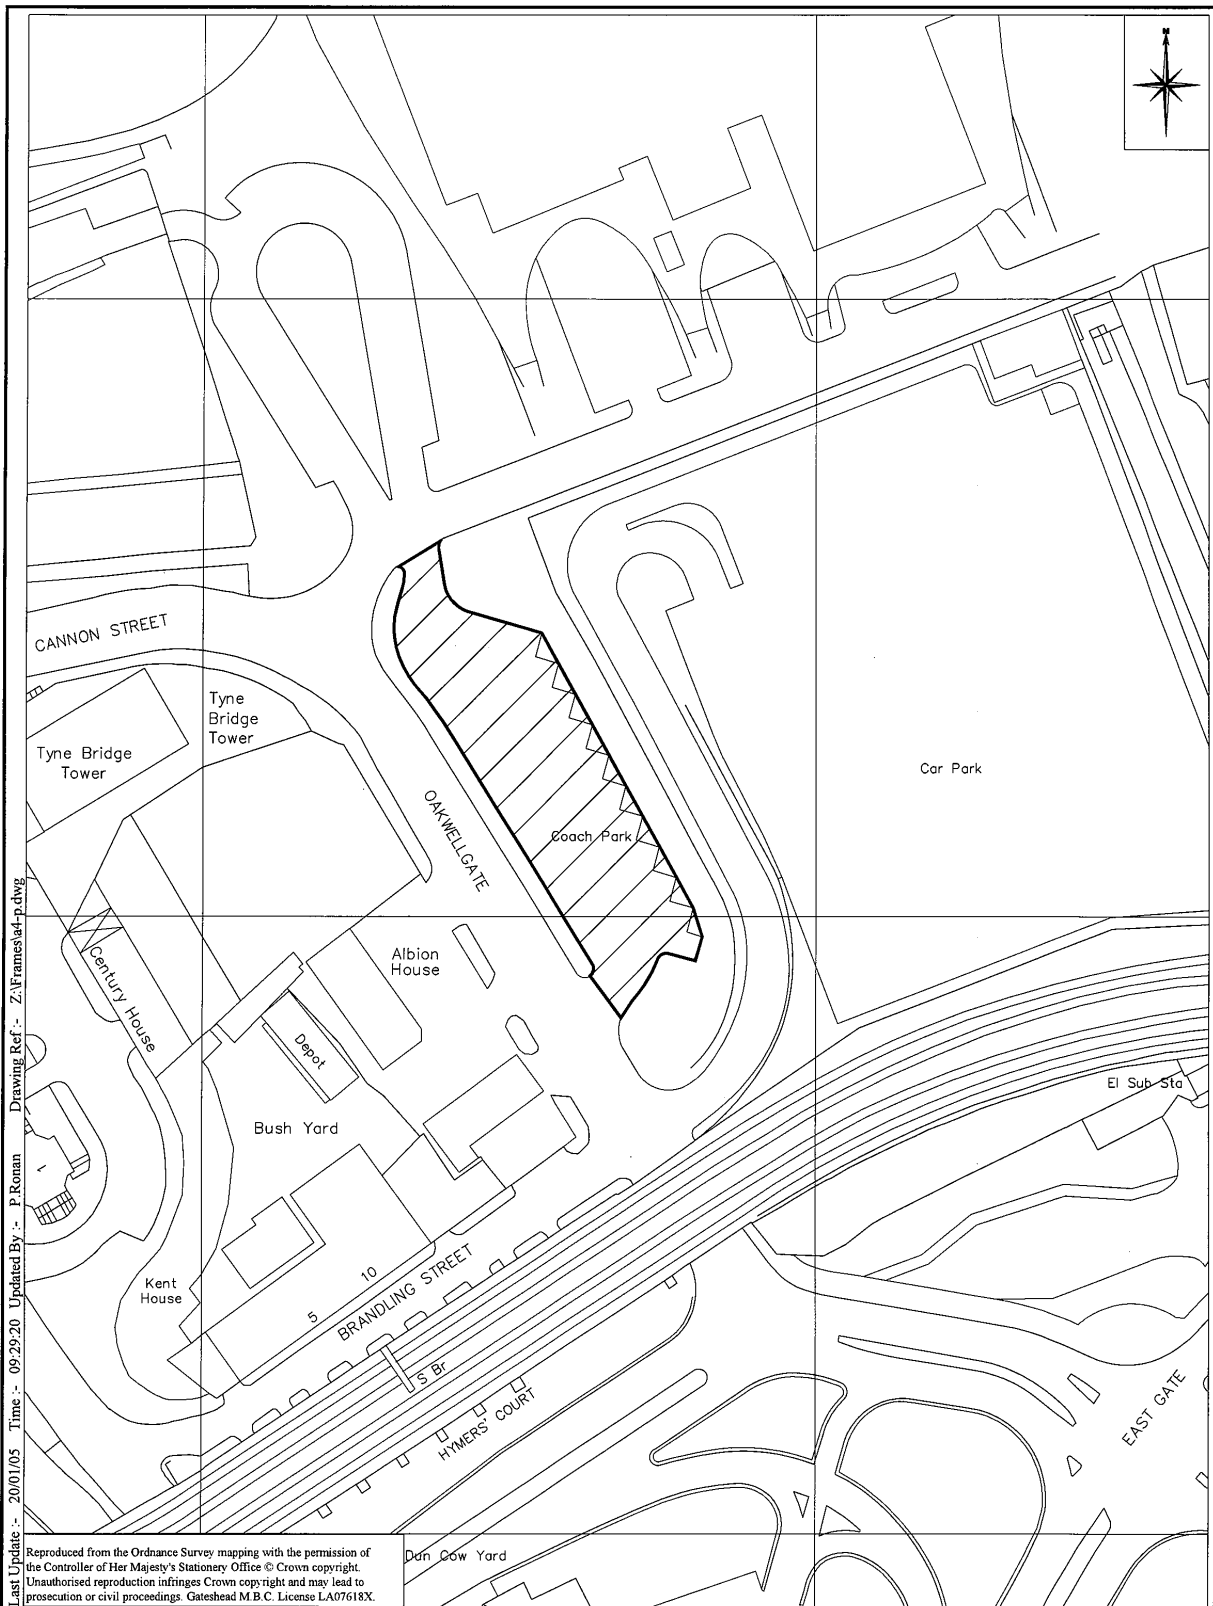 N
CANNON STREET
Tyne
Bridge
Tower
Tyne Bridge
Tower
OAKWELLGATE
Coach Park
Car Park
Century House
Albion
House
Depot
Bush Yard
El Sub Sta
1
Kent
House
5
10
BRANDLING STREET
S Br
HYMERS' COURT
EAST GATE
Dun Cow Yard
Last Update :- 20/01/05 Time :- 09:29:20 Updated By :- P.Ronan Drawing Ref :- Z:\Frames\a4-p.dwg
Reproduced from the Ordnance Survey mapping with the permission of
the Controller of Her Majesty's Stationery Office © Crown copyright.
Unauthorised reproduction infringes Crown copyright and may lead to
prosecution or civil proceedings. Gateshead M.B.C. License LA07618X.